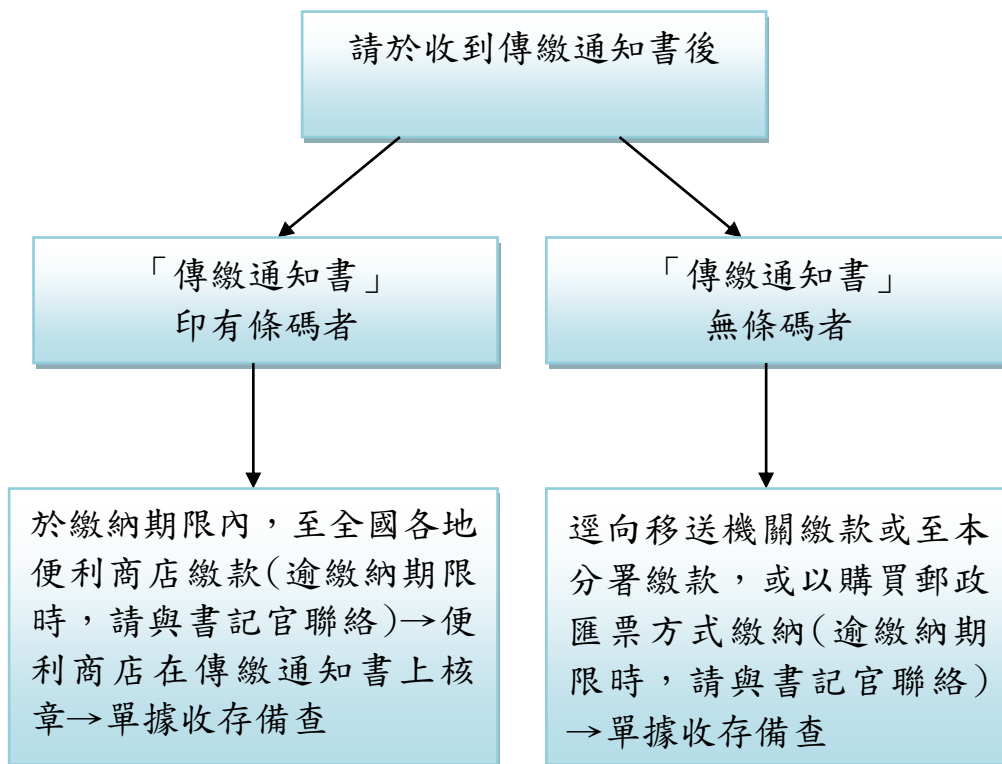 請於收到傳繳通知書後
「傳繳通知書」
印有條碼者
「傳繳通知書」
無條碼者
於繳納期限內，至全國各地
便利商店繳款(逾繳納期限
時，請與書記官聯絡)→便
利商店在傳繳通知書上核
章→單據收存備查
逕向移送機關繳款或至本
分署繳款，或以購買郵政
匯票方式繳納(逾繳納期
限時，請與書記官聯絡)
→單據收存備查